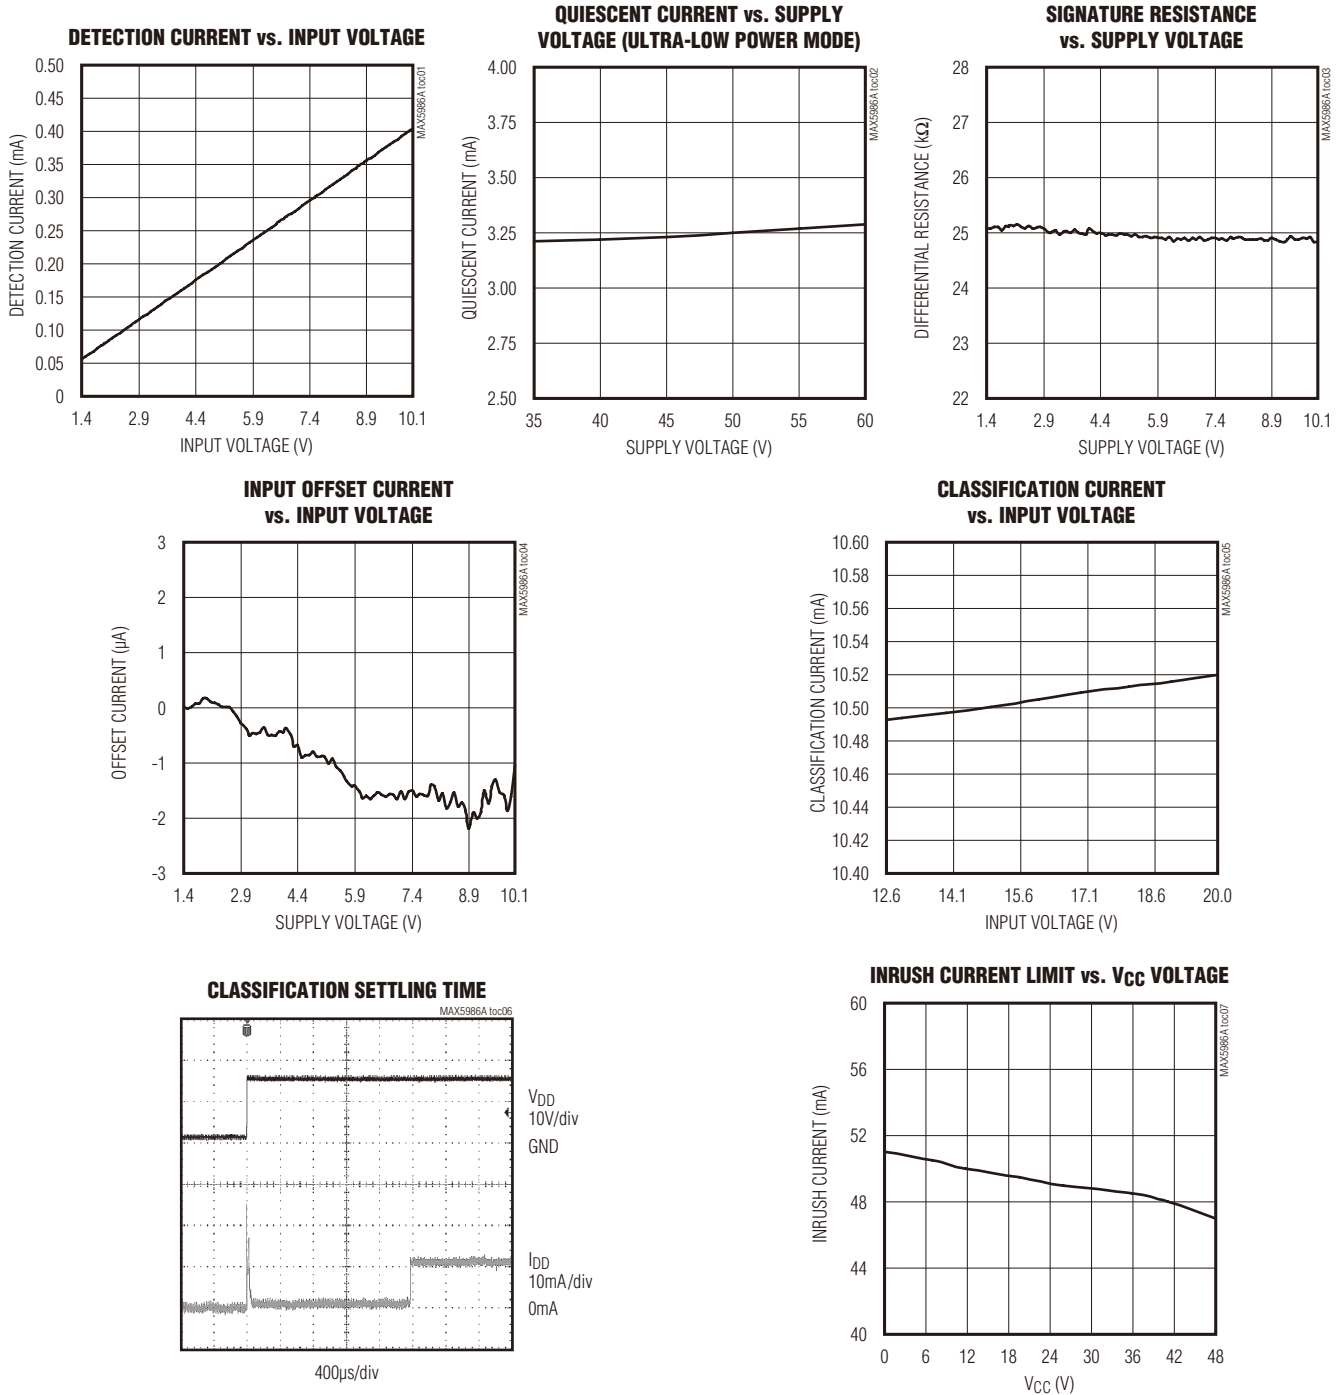 DETECTION CURRENT vs. INPUT VOLTAGE
MAX5986A toc01
DETECTION CURRENT (mA)
0.50
0.45
0.40
0.35
0.30
0.25
0.20
0.15
0.10
0.05
0
1.4 2.9 4.4 5.9 7.4 8.9 10.1
INPUT VOLTAGE (V)
QUIESCENT CURRENT vs. SUPPLY
VOLTAGE (ULTRA-LOW POWER MODE)
MAX5986A toc02
QUIESCENT CURRENT (mA)
4.00
3.75
3.50
3.25
3.00
2.75
2.50
35 40 45 50 55 60
SUPPLY VOLTAGE (V)
SIGNATURE RESISTANCE
vs. SUPPLY VOLTAGE
MAX5986A toc03
DIFFERENTIAL RESISTANCE (kΩ)
28
27
26
25
24
23
22
1.4 2.9 4.4 5.9 7.4 8.9 10.1
SUPPLY VOLTAGE (V)
INPUT OFFSET CURRENT
vs. INPUT VOLTAGE
MAX5986A toc04
OFFSET CURRENT (µA)
3
2
1
0
-1
-2
-3
1.4 2.9 4.4 5.9 7.4 8.9 10.1
SUPPLY VOLTAGE (V)
CLASSIFICATION CURRENT
vs. INPUT VOLTAGE
MAX5986A toc05
CLASSIFICATION CURRENT (mA)
10.60
10.58
10.56
10.54
10.52
10.50
10.48
10.46
10.44
10.42
10.40
12.6 14.1 15.6 17.1 18.6 20.0
INPUT VOLTAGE (V)
CLASSIFICATION SETTLING TIME
MAX5986A toc06
VDD
10V/div
GND
IDD
10mA/div
0mA
400µs/div
INRUSH CURRENT LIMIT vs. VCC VOLTAGE
MAX5986A toc07
INRUSH CURRENT (mA)
60
56
52
48
44
40
0 6 12 18 24 30 36 42 48
VCC (V)